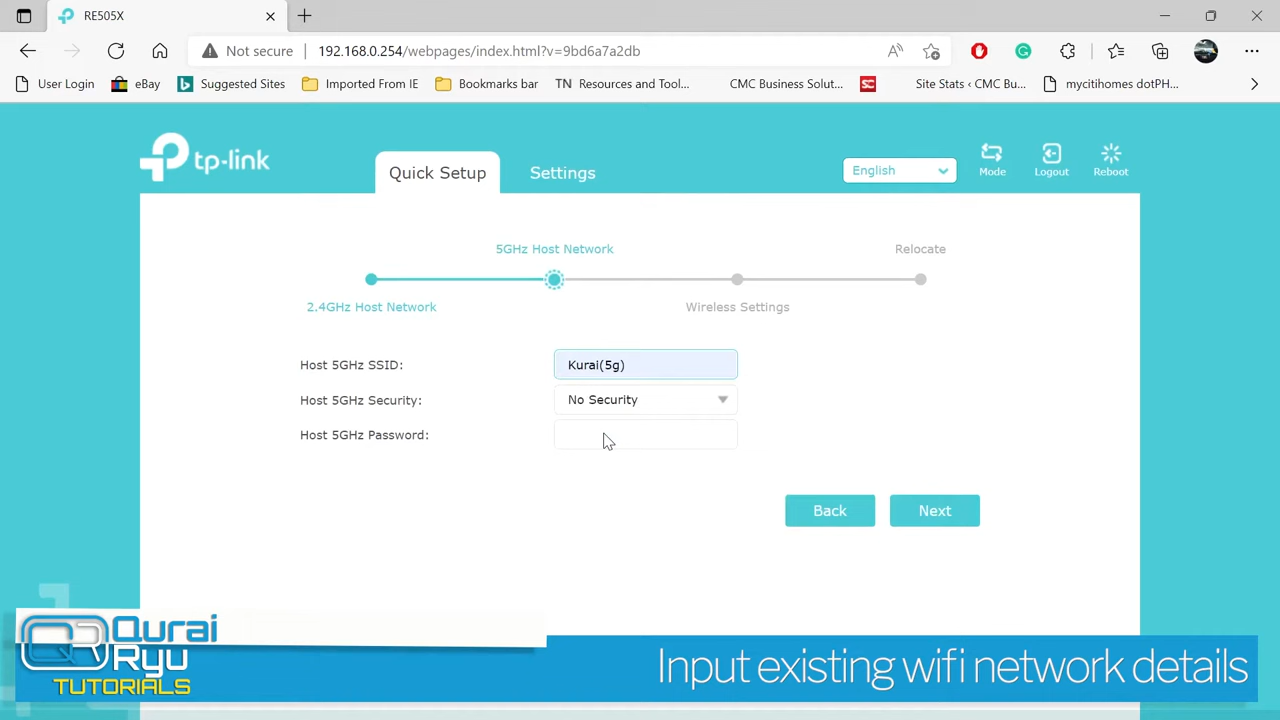 RE505X
Not secure 192.168.0.254/webpages/index.html?v=9bd6a7a2db
User Login eBay Suggested Sites Imported From IE Bookmarks bar TN Resources and Tool... CMC Business Solut... SC Site Stats ‹ CMC Bu... mycitihomes dotPH...
tp-link
Quick Setup
Settings
English
Mode
Logout
Reboot
5GHz Host Network
Relocate
2.4GHz Host Network
Wireless Settings
Host 5GHz SSID: Kurai(5g)
Host 5GHz Security: No Security
Host 5GHz Password:
Back
Next
QR
Qurai
Ryu
TUTORIALS
Input existing wifi network details